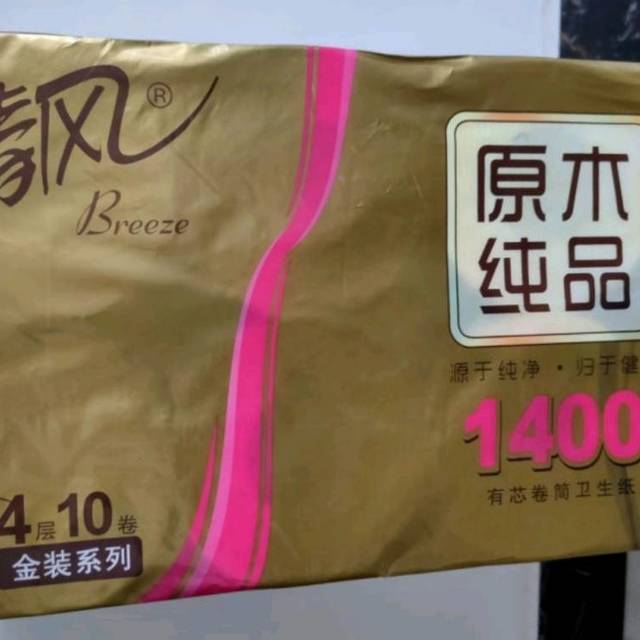 清风®
Breeze
原木
纯品
源于纯净·归于健
1400
有芯卷筒卫生纸
4层10卷
金装系列